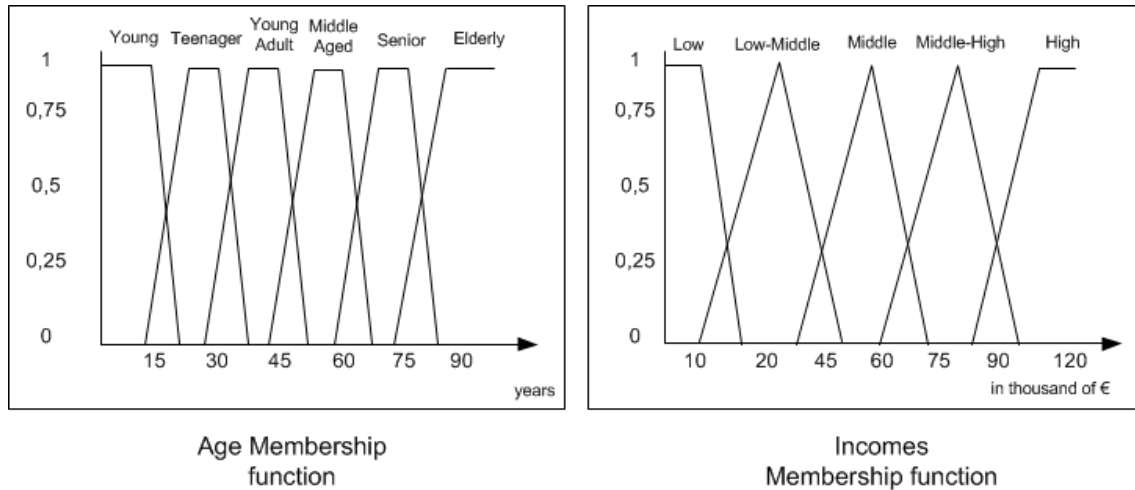 Young Teenager Young Adult Middle Aged Senior Elderly
1
0,75
0,5
0,25
0
15 30 45 60 75 90
years
Age Membership
function
Low Low-Middle Middle Middle-High High
1
0,75
0,5
0,25
0
10 20 45 60 75 90 120
in thousand of €
Incomes
Membership function